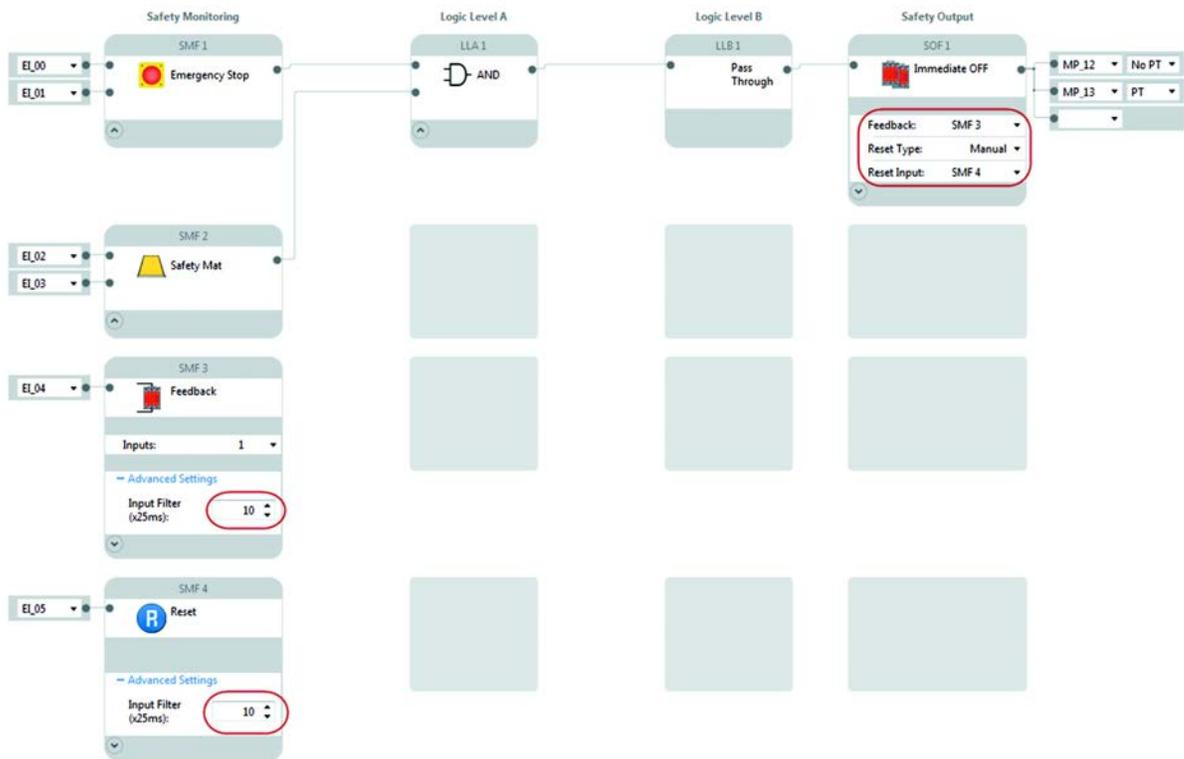 Safety Monitoring
Logic Level A
Logic Level B
Safety Output
SMF 1
EI_00
EI_01
Emergency Stop
LLA 1
AND
LLB 1
Pass
Through
SOF 1
Immediate OFF
MP_12
No PT
MP_13
PT
Feedback: SMF 3
Reset Type: Manual
Reset Input: SMF 4
SMF 2
EI_02
EI_03
Safety Mat
SMF 3
EI_04
Feedback
Inputs: 1
Advanced Settings
Input Filter
(x25ms): 10
SMF 4
EI_05
R
Reset
Advanced Settings
Input Filter
(x25ms): 10